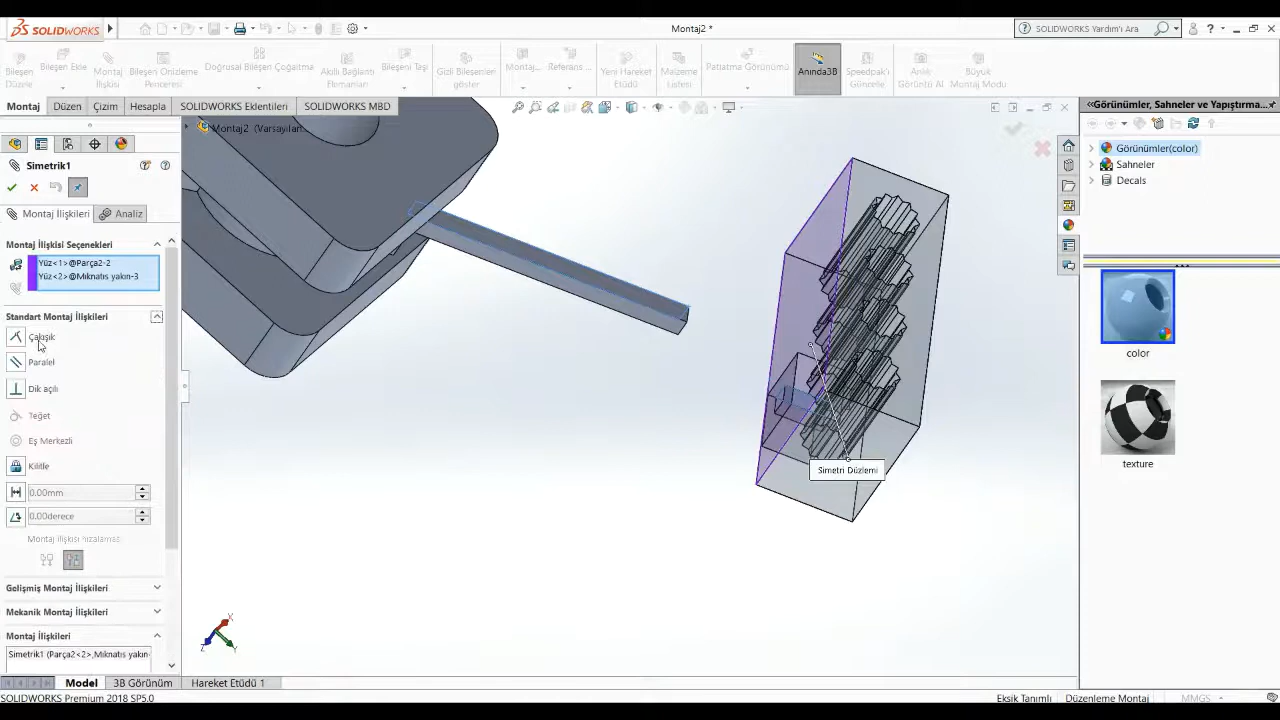 SOLIDWORKS
Montaj2 *
SOLIDWORKS Yardım'ı Ara
Bileşen Düzenle
Bileşen Ekle
Montaj İlişkisi
Bileşen Önizleme Penceresi
Doğrusal Bileşen Çoğaltma
Akıllı Bağlantı Elemanları
Bileşeni Taşı
Gizli Bileşenleri göster
Montaj...
Referans ...
Yeni Hareket Etüdü
Malzeme Listesi
Patlatma Görünümü
Anında3B
Speedpak'ı Güncelle
Anlık Görüntü Al
Büyük Montaj Modu
Montaj
Düzen
Çizim
Hesapla
SOLIDWORKS Eklentileri
SOLIDWORKS MBD
Montaj2 (Varsayılan...
Görünümler, Sahneler ve Yapıştırma...
Simetrik1
Görünümler(color)
Sahneler
Decals
Montaj İlişkileri
Analiz
Montaj İlişkisi Seçenekleri
Yüz<1>@Parça2-2
Yüz<2>@Mıknatıs yakın-3
Standart Montaj İlişkileri
Çakışık
Paralel
Dik açılı
Teğet
Eş Merkezli
Kilitle
0.00mm
0.00derece
Montaj ilişkisi hizalaması:
Gelişmiş Montaj İlişkileri
Mekanik Montaj İlişkileri
Montaj İlişkileri
Simetrik1 (Parça2<2>,Mıknatıs yakın-
Simetri Düzlemi
color
texture
X
Y
Z
Model
3B Görünüm
Hareket Etüdü 1
SOLIDWORKS Premium 2018 SP5.0
Eksik Tanımlı
Düzenleme Montaj
MMGS